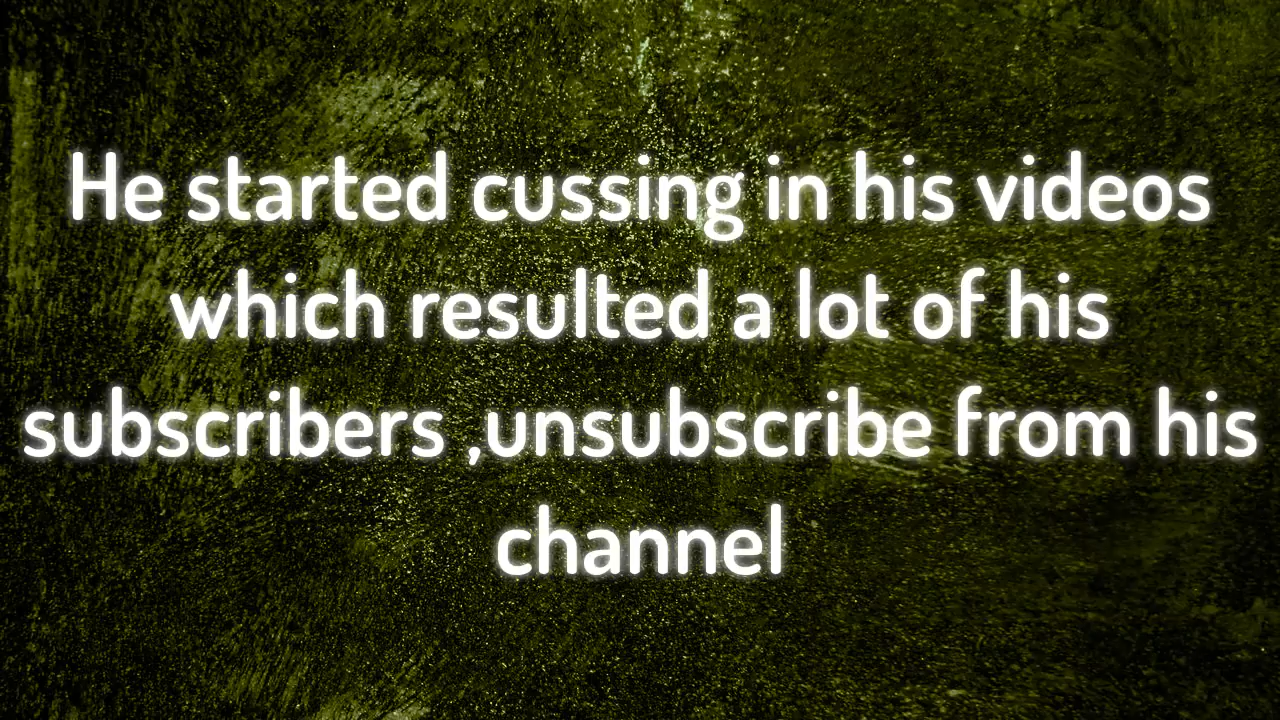 He started cussing in his videos
which resulted a lot of his
subscribers ,unsubscribe from his
channel